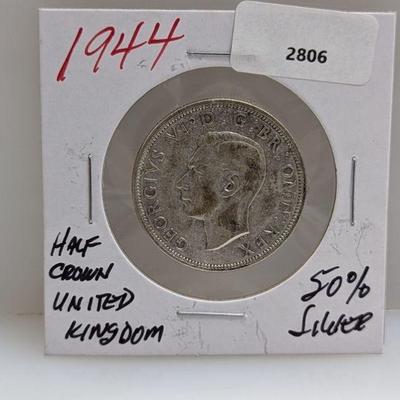 1944
2806
GEORGIVS VI D G BR OMN REX
HALF
CROWN
UNITED
KINGDOM
50%
SILVER